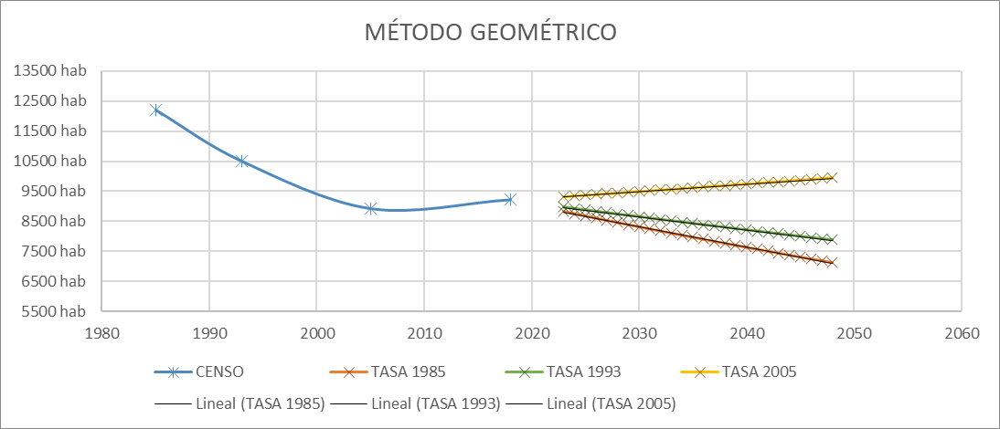 MÉTODO GEOMÉTRICO
13500 hab
12500 hab
11500 hab
10500 hab
9500 hab
8500 hab
7500 hab
6500 hab
5500 hab
1980 1990 2000 2010 2020 2030 2040 2050 2060
CENSO TASA 1985 TASA 1993 TASA 2005
Lineal (TASA 1985) Lineal (TASA 1993) Lineal (TASA 2005)